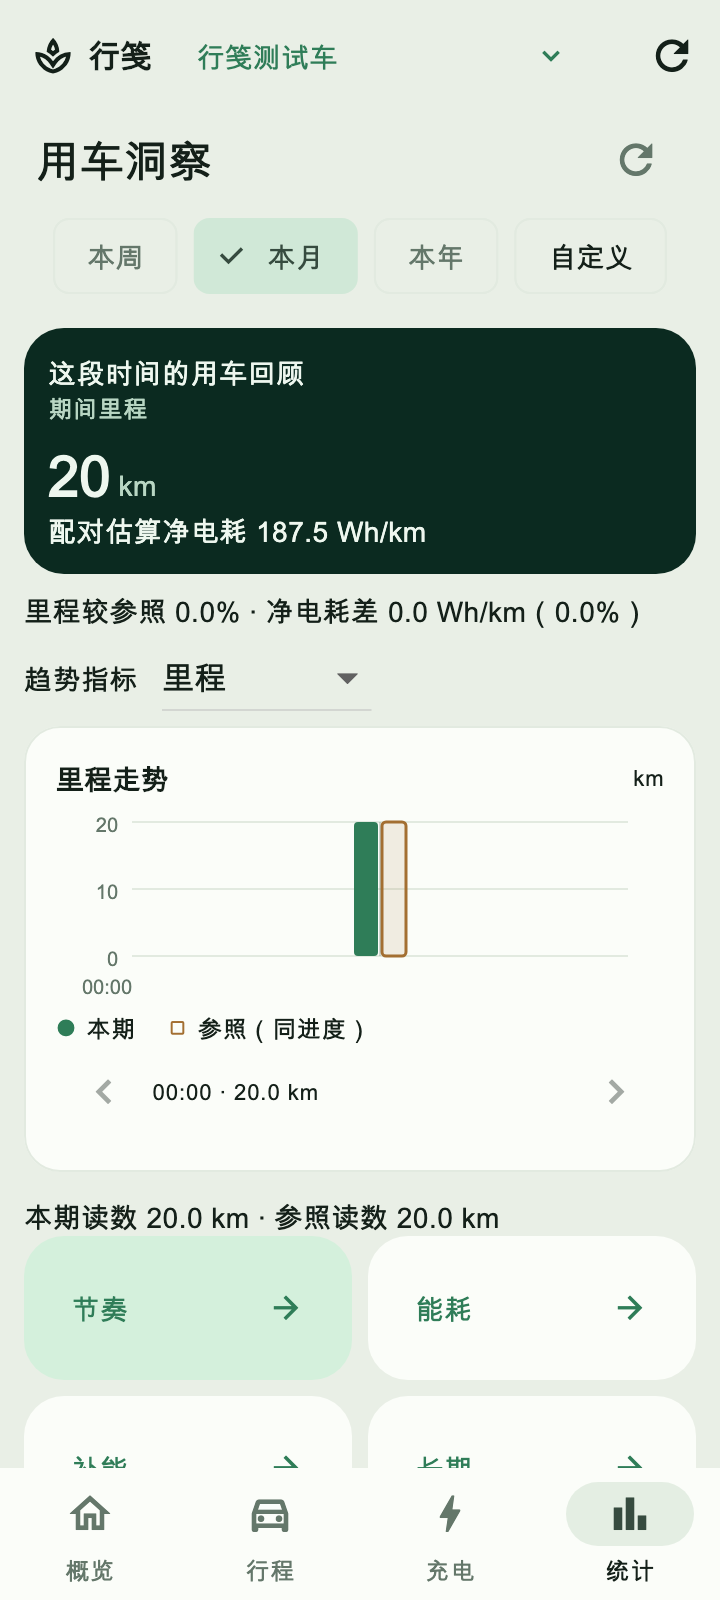 行笺 行笺测试车
用车洞察
本周 本月 本年 自定义
这段时间的用车回顾
期间里程
20 km
配对估算净电耗 187.5 Wh/km
里程较参照 0.0% · 净电耗差 0.0 Wh/km（0.0%）
趋势指标 里程
里程走势 km
20
10
0
00:00
本期 参照（同进度）
00:00 · 20.0 km
本期读数 20.0 km · 参照读数 20.0 km
节奏 能耗
补能 长期
概览 行程 充电 统计